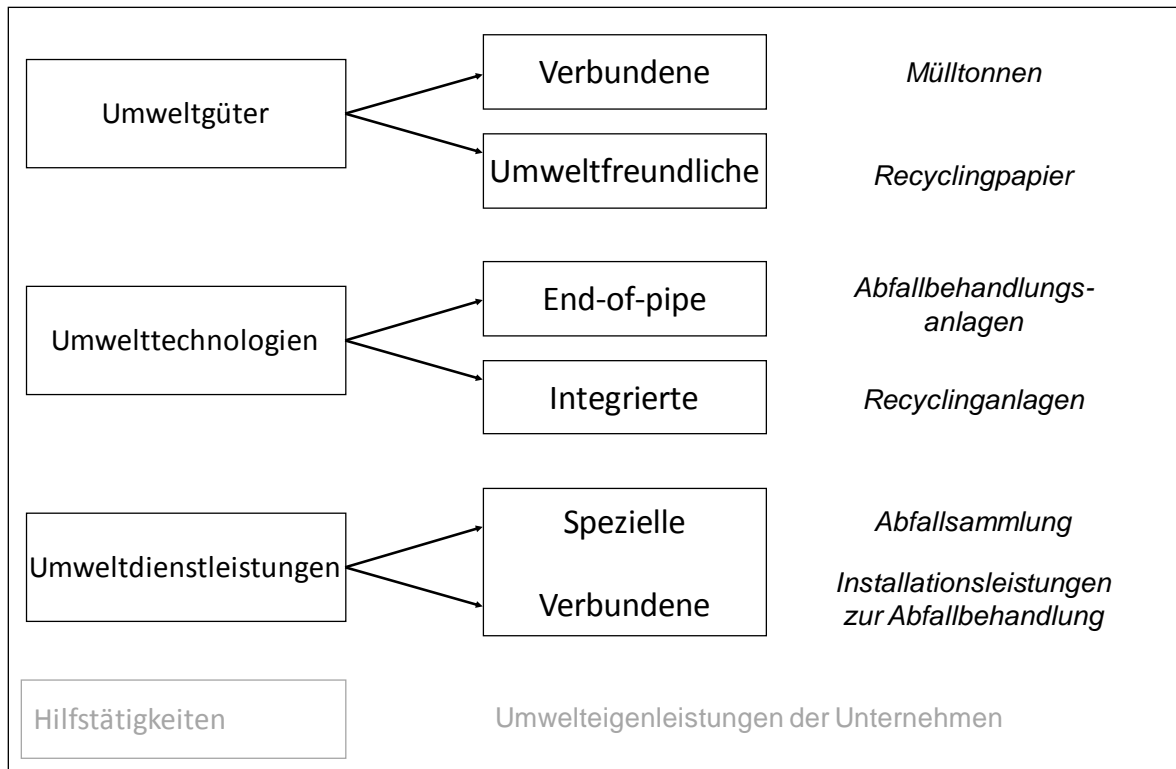 Umweltgüter
Verbundene
Mülltonnen
Umweltfreundliche
Recyclingpapier
Umwelttechnologien
End-of-pipe
Abfallbehandlungs-
anlagen
Integrierte
Recyclinganlagen
Umweltdienstleistungen
Spezielle
Abfallsammlung
Verbundene
Installationsleistungen
zur Abfallbehandlung
Hilfstätigkeiten
Umwelteigenleistungen der Unternehmen